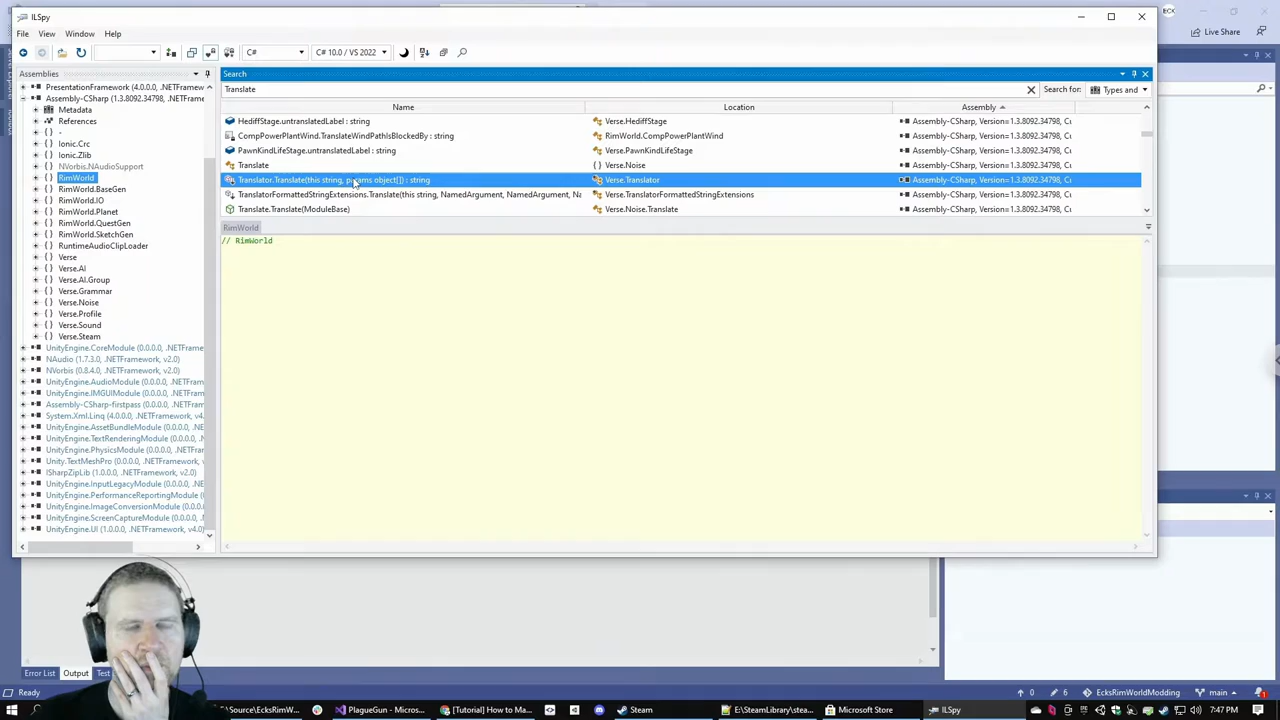 ILSpy
ECK
Live Share
File View Window Help
C# C# 10.0 / VS 2022
Assemblies
PresentationFramework (4.0.0.0, .NETFramew
Assembly-CSharp (1.3.8092.34798, .NETFramew
Metadata
References
-
Ionic.Crc
Ionic.Zlib
NVorbis.NAudioSupport
RimWorld
RimWorld.BaseGen
RimWorld.IO
RimWorld.Planet
RimWorld.QuestGen
RimWorld.SketchGen
RuntimeAudioClipLoader
Verse
Verse.AI
Verse.AI.Group
Verse.Grammar
Verse.Noise
Verse.Profile
Verse.Sound
Verse.Steam
UnityEngine.CoreModule (0.0.0.0, .NETFrame
NAudio (1.7.3.0, .NETFramework, v2.0)
NVorbis (0.8.4.0, .NETFramework, v2.0)
UnityEngine.AudioModule (0.0.0.0, .NETFram
UnityEngine.IMGUIModule (0.0.0.0, .NETFram
Assembly-CSharp-firstpass (0.0.0.0, .NETFram
System.Xml.Linq (4.0.0.0, .NETFramework, v4.
UnityEngine.AssetBundleModule (0.0.0.0, .NE
UnityEngine.TextRenderingModule (0.0.0.0, .
UnityEngine.PhysicsModule (0.0.0.0, .NETFra
Unity.TextMeshPro (0.0.0.0, .NETFramework, v
ISharpZipLib (1.0.0.0, .NETFramework, v2.0)
UnityEngine.InputLegacyModule (0.0.0.0, .NE
UnityEngine.PerformanceReportingModule (0
UnityEngine.ImageConversionModule (0.0.0.
UnityEngine.ScreenCaptureModule (0.0.0.0, .
UnityEngine.UI (1.0.0.0, .NETFramework, v4.0)
Search
Translate Search for: Types and
Name Location Assembly
HediffStage.untranslatedLabel : string Verse.HediffStage Assembly-CSharp, Version=1.3.8092.34798, Cu
CompPowerPlantWind.TranslateWindPathIsBlockedBy : string RimWorld.CompPowerPlantWind Assembly-CSharp, Version=1.3.8092.34798, Cu
PawnKindLifeStage.untranslatedLabel : string Verse.PawnKindLifeStage Assembly-CSharp, Version=1.3.8092.34798, Cu
Translate Verse.Noise Assembly-CSharp, Version=1.3.8092.34798, Cu
Translator.Translate(this string, params object[]) : string Verse.Translator Assembly-CSharp, Version=1.3.8092.34798, Cu
TranslatorFormattedStringExtensions.Translate(this string, NamedArgument, NamedArgument, Na Verse.TranslatorFormattedStringExtensions Assembly-CSharp, Version=1.3.8092.34798, Cu
Translate.Translate(ModuleBase) Verse.Noise.Translate Assembly-CSharp, Version=1.3.8092.34798, Cu
RimWorld
// RimWorld
Error List Output Test
Ready 0 6 EcksRimWorldModding main 1
C:\Source\EcksRimW... PlagueGun - Microso... [Tutorial] How to Ma... Steam E:\SteamLibrary\steam... Microsoft Store ILSpy 7:47 PM